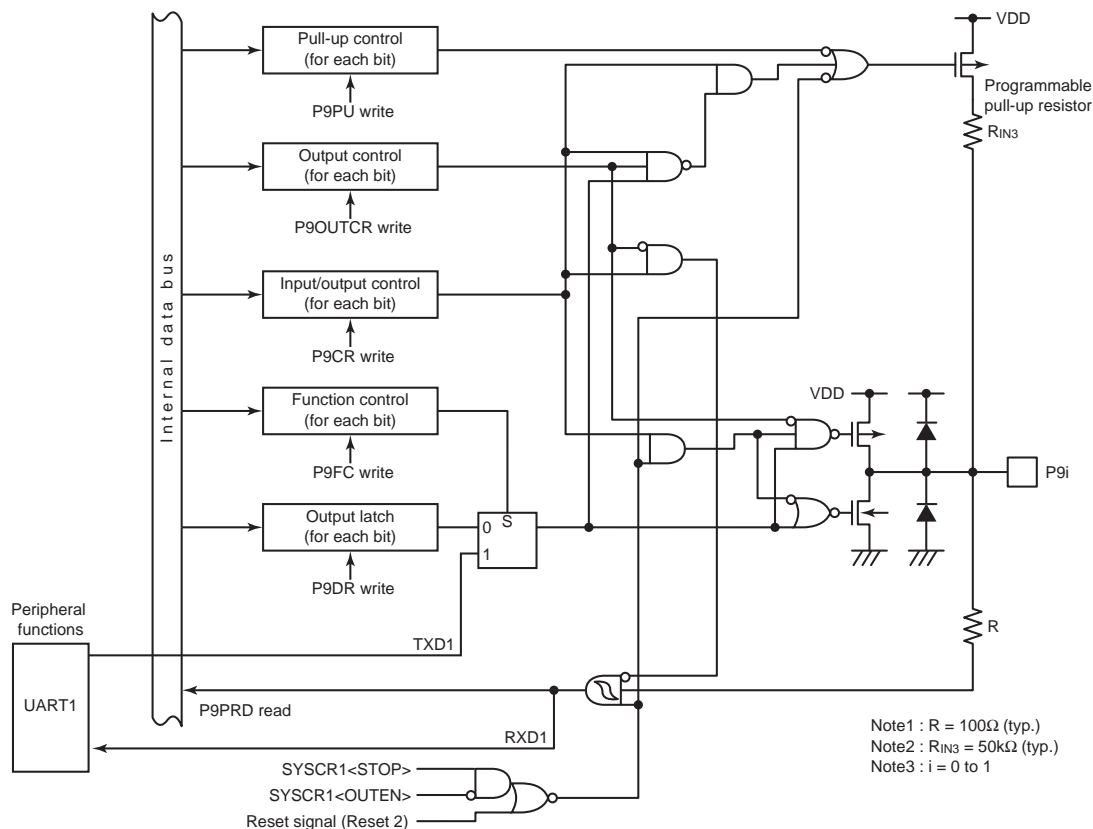 VDD
Pull-up control
(for each bit)
P9PU write
Programmable
pull-up resistor
RIN3
Output control
(for each bit)
P9OUTCR write
Internal data bus
Input/output control
(for each bit)
P9CR write
Function control
(for each bit)
P9FC write
VDD
P9i
Output latch
(for each bit)
P9DR write
0
S
1
Peripheral
functions
UART1
TXD1
R
P9PRD read
RXD1
Note1 : R = 100Ω (typ.)
Note2 : RIN3 = 50kΩ (typ.)
Note3 : i = 0 to 1
SYSCR1<STOP>
SYSCR1<OUTEN>
Reset signal (Reset 2)